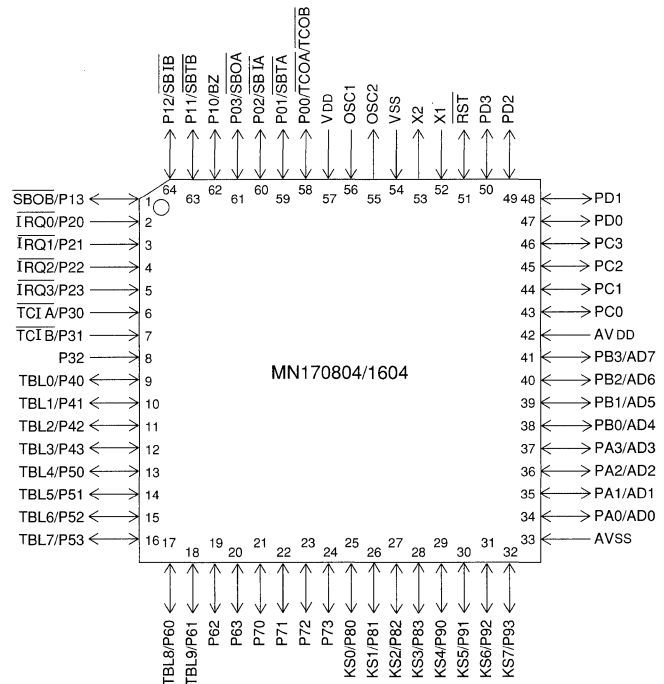 P12/SBIB
P11/SBTB
P10/BZ
P03/SBOA
P02/SBIA
P01/SBTA
P00/TCOA/TCOB
VDD
OSC1
OSC2
VSS
X2
X1
RST
PD3
PD2
64
63
62
61
60
59
58
57
56
55
54
53
52
51
50
49
SBOB/P13 1
IRQ0/P20 2
IRQ1/P21 3
IRQ2/P22 4
IRQ3/P23 5
TCIA/P30 6
TCIB/P31 7
P32 8
TBL0/P40 9
TBL1/P41 10
TBL2/P42 11
TBL3/P43 12
TBL4/P50 13
TBL5/P51 14
TBL6/P52 15
TBL7/P53 16
MN170804/1604
48 PD1
47 PD0
46 PC3
45 PC2
44 PC1
43 PC0
42 AVDD
41 PB3/AD7
40 PB2/AD6
39 PB1/AD5
38 PB0/AD4
37 PA3/AD3
36 PA2/AD2
35 PA1/AD1
34 PA0/AD0
33 AVSS
17
18
19
20
21
22
23
24
25
26
27
28
29
30
31
32
TBL8/P60
TBL9/P61
P62
P63
P70
P71
P72
P73
KS0/P80
KS1/P81
KS2/P82
KS3/P83
KS4/P90
KS5/P91
KS6/P92
KS7/P93